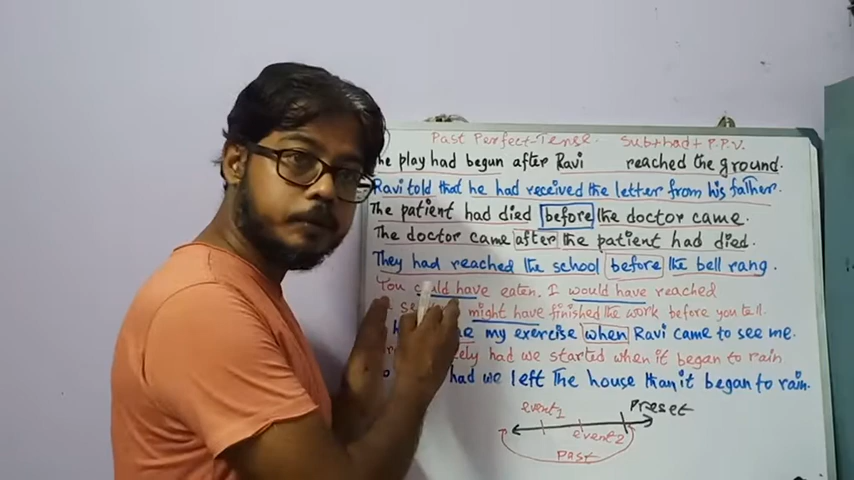 Past Perfect Tense    Sub+had+P.P.V.
he play had begun after Ravi reached the ground.
Ravi told that he had received the letter from his father.
The patient had died before the doctor came.
The doctor came after the patient had died.
They had reached the school before the bell rang.
You could have eaten. I would have reached
might have finished the work before you tell.
my exercise when Ravi came to see me.
had we started when it began to rain.
had we left the house than it began to rain.
event1 Preset
event2
Past